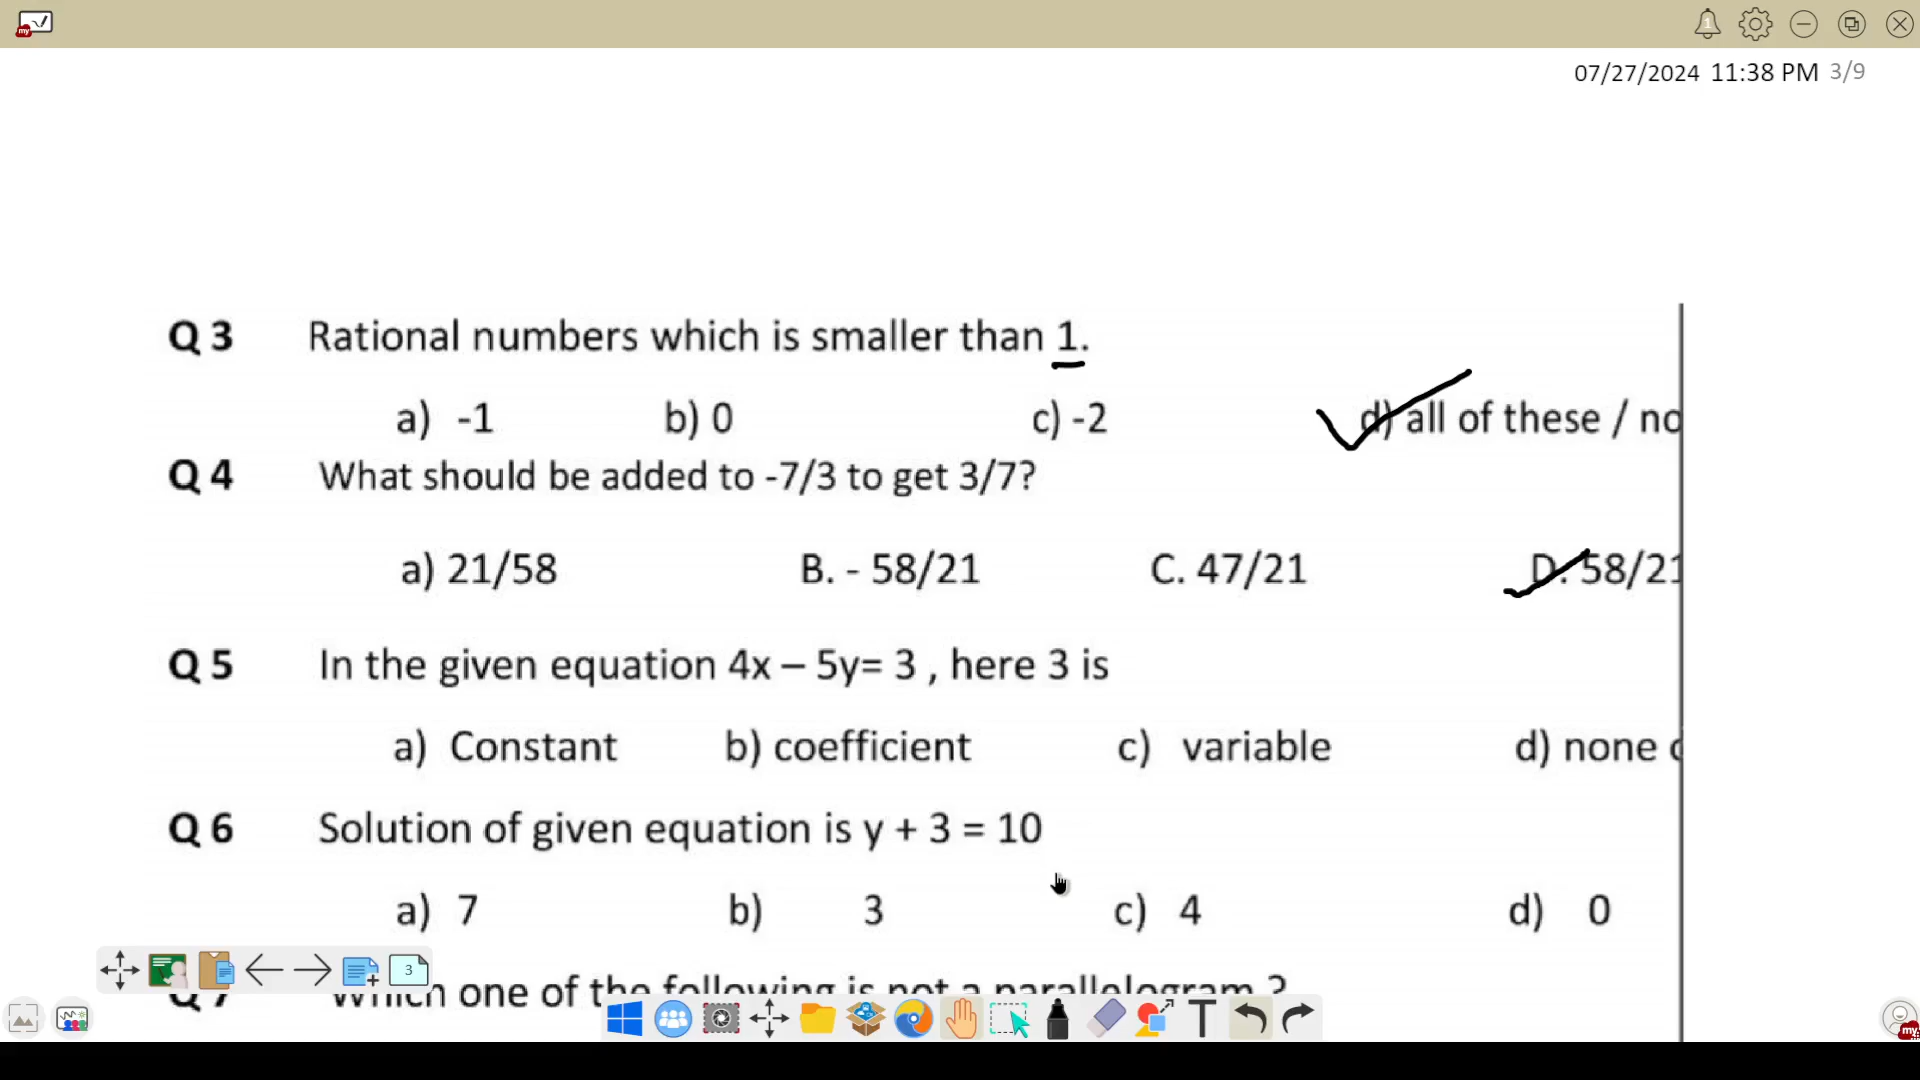 07/27/2024 11:38 PM 3/9
Q 3 Rational numbers which is smaller than 1.
a) -1 b) 0 c) -2 d) all of these / no
Q 4 What should be added to -7/3 to get 3/7?
a) 21/58 B. - 58/21 C. 47/21 D. 58/21
Q 5 In the given equation 4x – 5y= 3 , here 3 is
a) Constant b) coefficient c) variable d) none
Q 6 Solution of given equation is y + 3 = 10
a) 7 b) 3 c) 4 d) 0
3
Q 7 Which one of the following is not a parallelogram ?
T
my